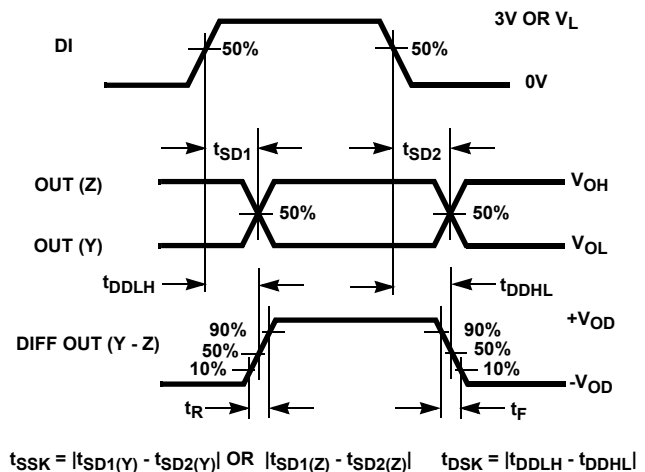 3V OR VL
DI
50%
50%
0V
tSD1
tSD2
OUT (Z)
VOH
50%
50%
OUT (Y)
VOL
tDDLH
tDDHL
+VOD
90%
90%
DIFF OUT (Y - Z)
50%
50%
10%
10%
-VOD
tR
tF
tSSK = |tSD1(Y) - tSD2(Y)| OR |tSD1(Z) - tSD2(Z)|
tDSK = |tDDLH - tDDHL|